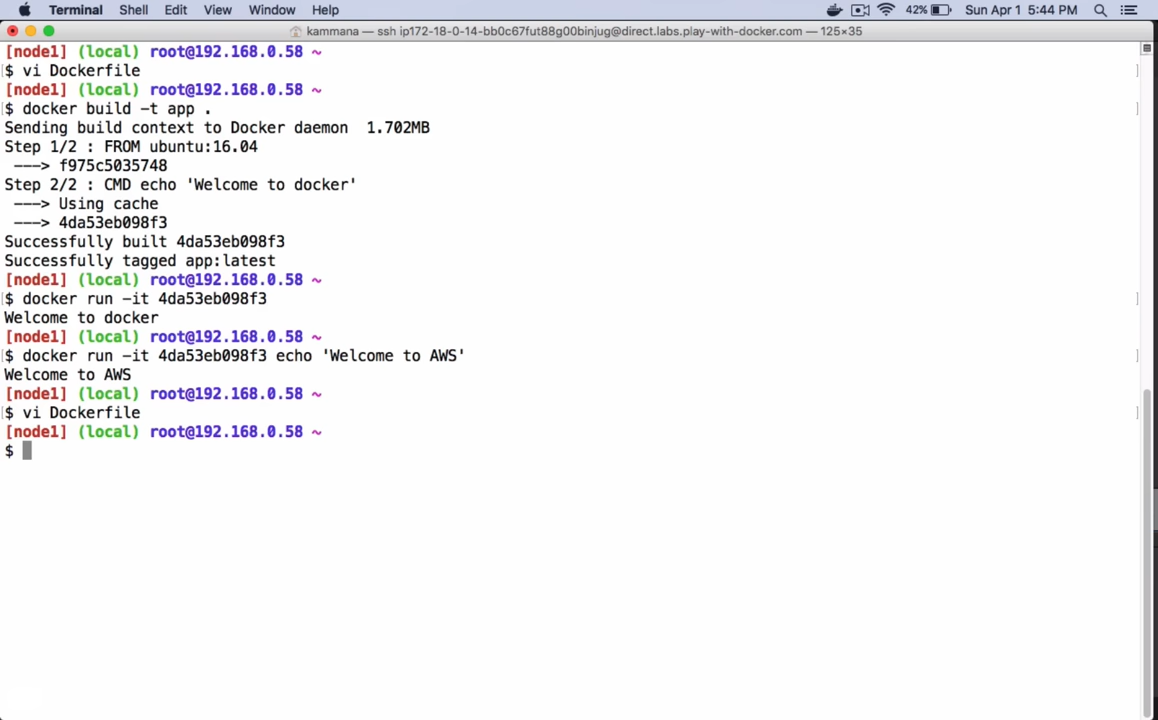 Terminal Shell Edit View Window Help 42% Sun Apr 1 5:44 PM
kammana — ssh ip172-18-0-14-bb0c67fut88g00binjug@direct.labs.play-with-docker.com — 125×35
[node1] (local) root@192.168.0.58 ~
$ vi Dockerfile
[node1] (local) root@192.168.0.58 ~
$ docker build -t app .
Sending build context to Docker daemon  1.702MB
Step 1/2 : FROM ubuntu:16.04
 ---> f975c5035748
Step 2/2 : CMD echo 'Welcome to docker'
 ---> Using cache
 ---> 4da53eb098f3
Successfully built 4da53eb098f3
Successfully tagged app:latest
[node1] (local) root@192.168.0.58 ~
$ docker run -it 4da53eb098f3
Welcome to docker
[node1] (local) root@192.168.0.58 ~
$ docker run -it 4da53eb098f3 echo 'Welcome to AWS'
Welcome to AWS
[node1] (local) root@192.168.0.58 ~
$ vi Dockerfile
[node1] (local) root@192.168.0.58 ~
$